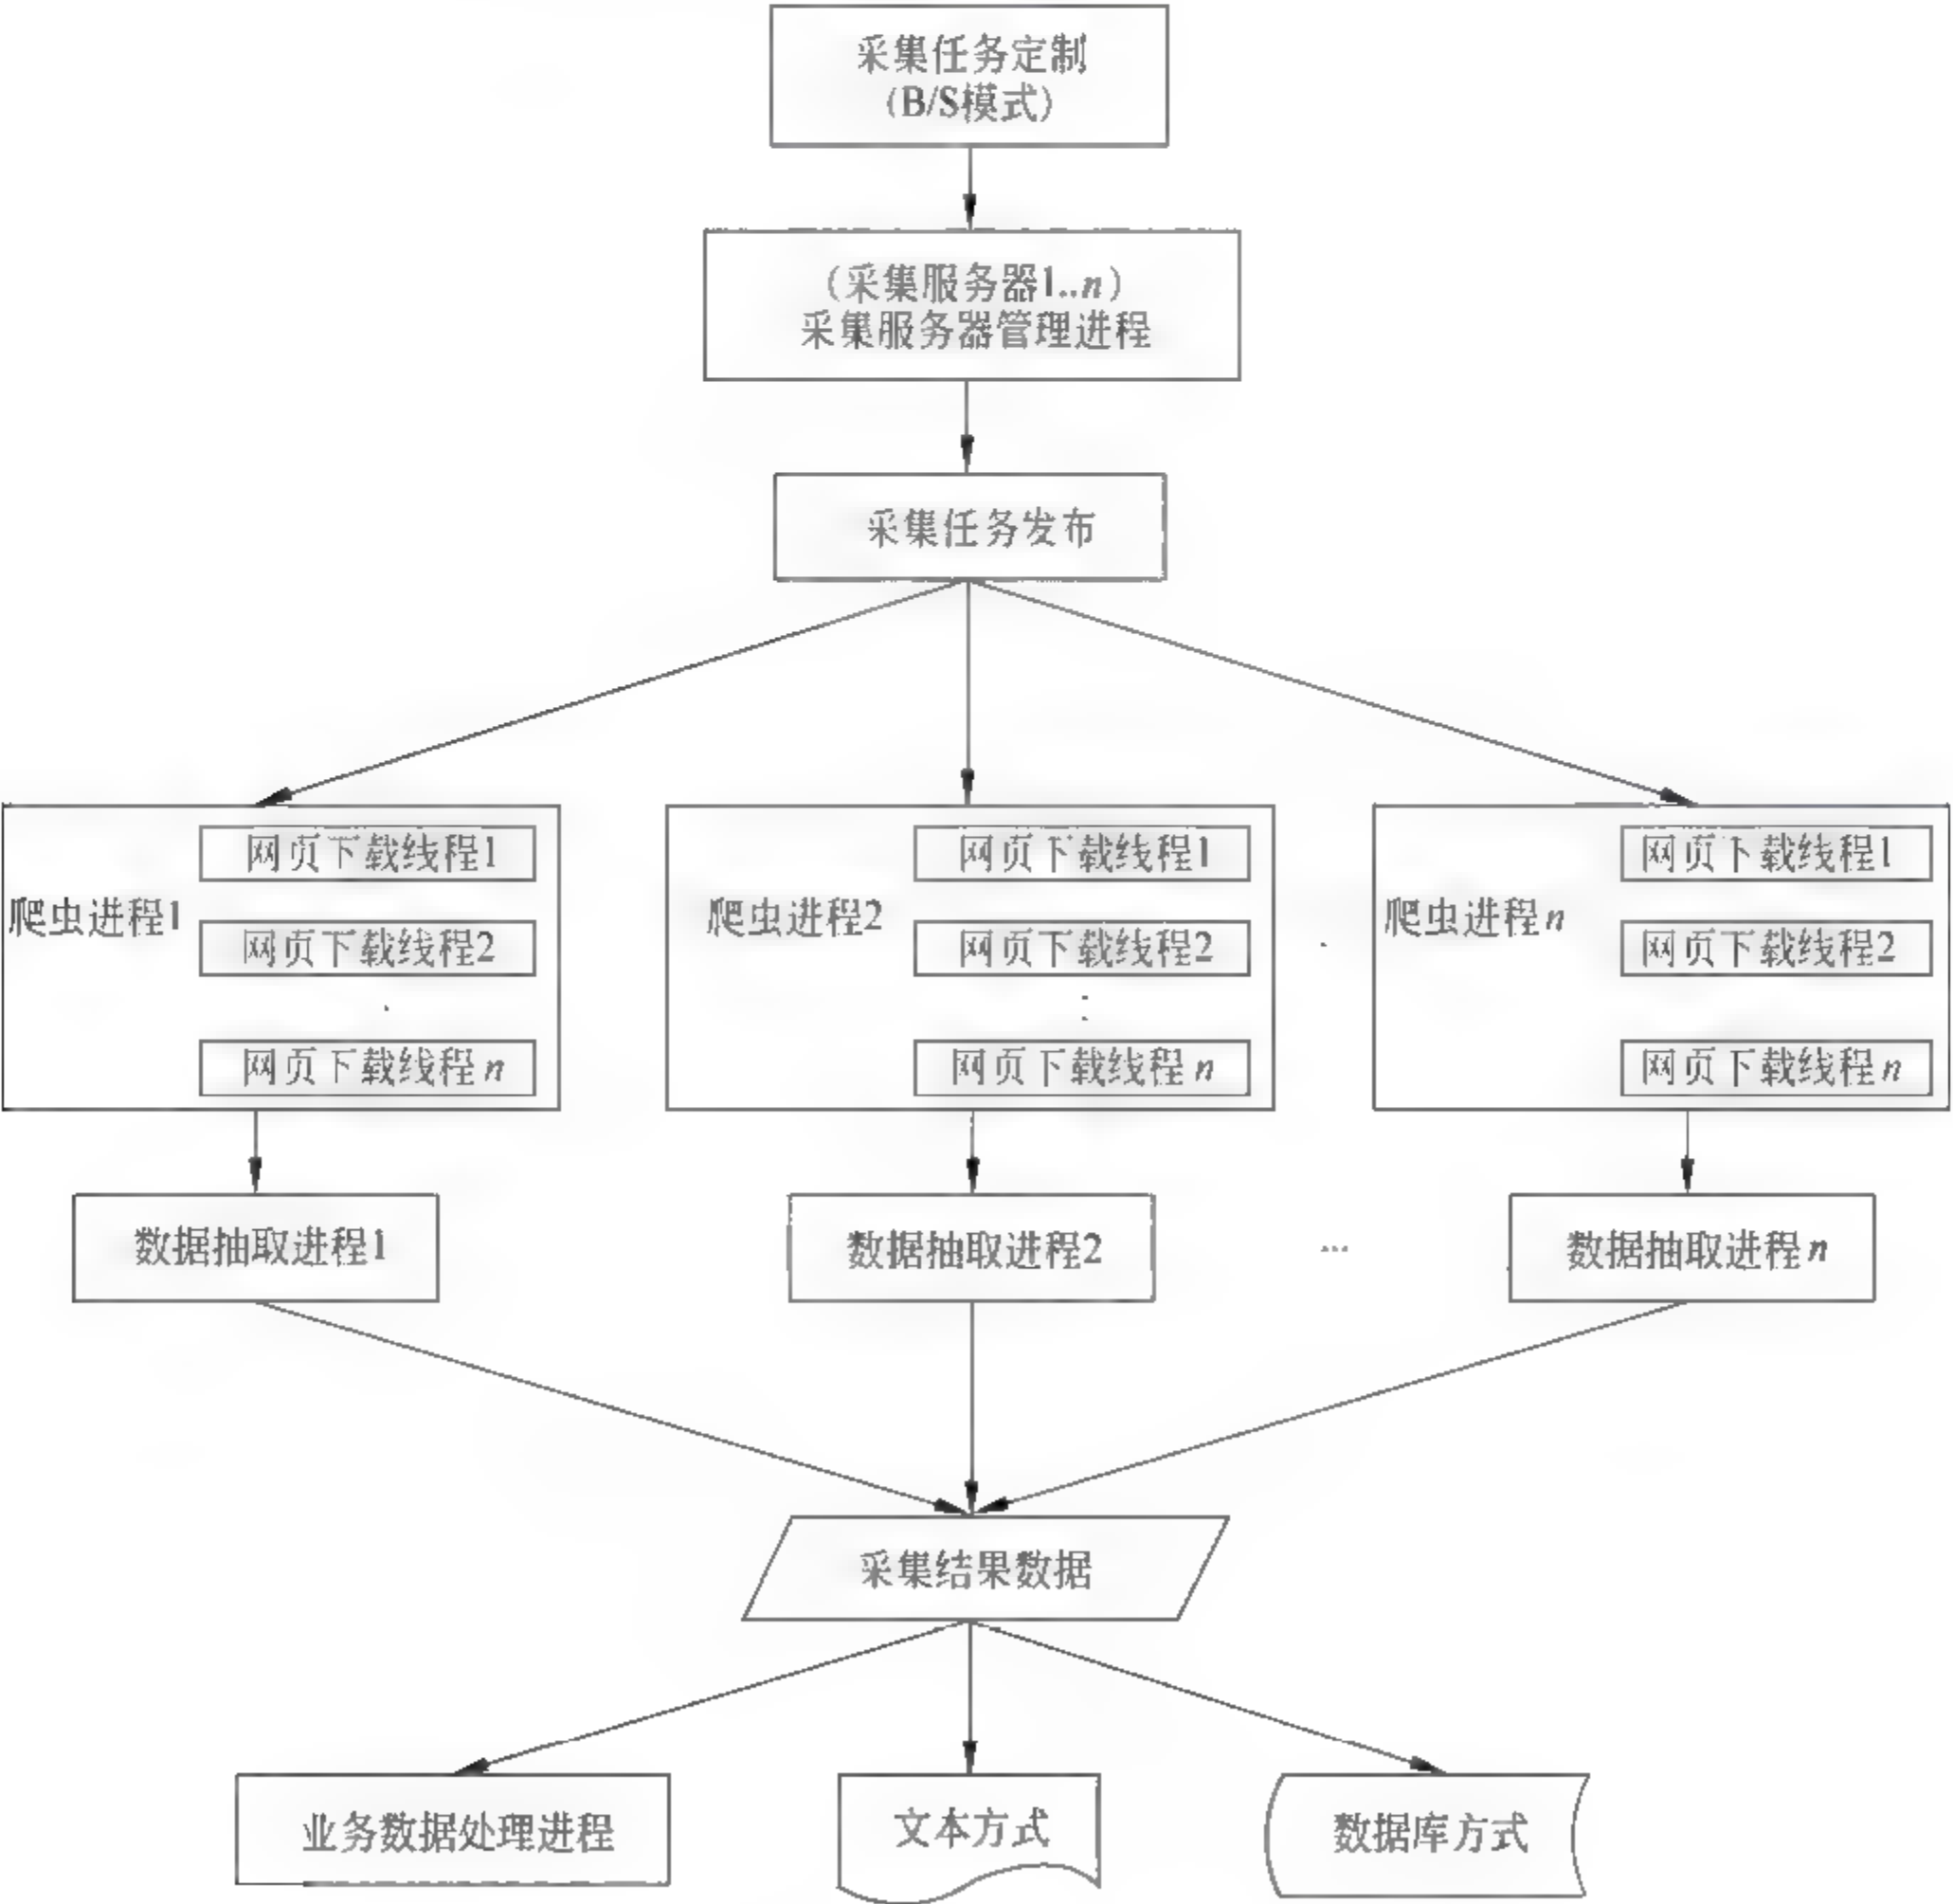 采集任务定制
(B/S模式)
(采集服务器1..n)
采集服务器管理进程
采集任务发布
爬虫进程1
网页下载线程1
网页下载线程2
网页下载线程n
爬虫进程2
网页下载线程1
网页下载线程2
⋮
网页下载线程n
爬虫进程n
网页下载线程1
网页下载线程2
网页下载线程n
数据抽取进程1
数据抽取进程2
…
数据抽取进程n
采集结果数据
业务数据处理进程
文本方式
数据库方式